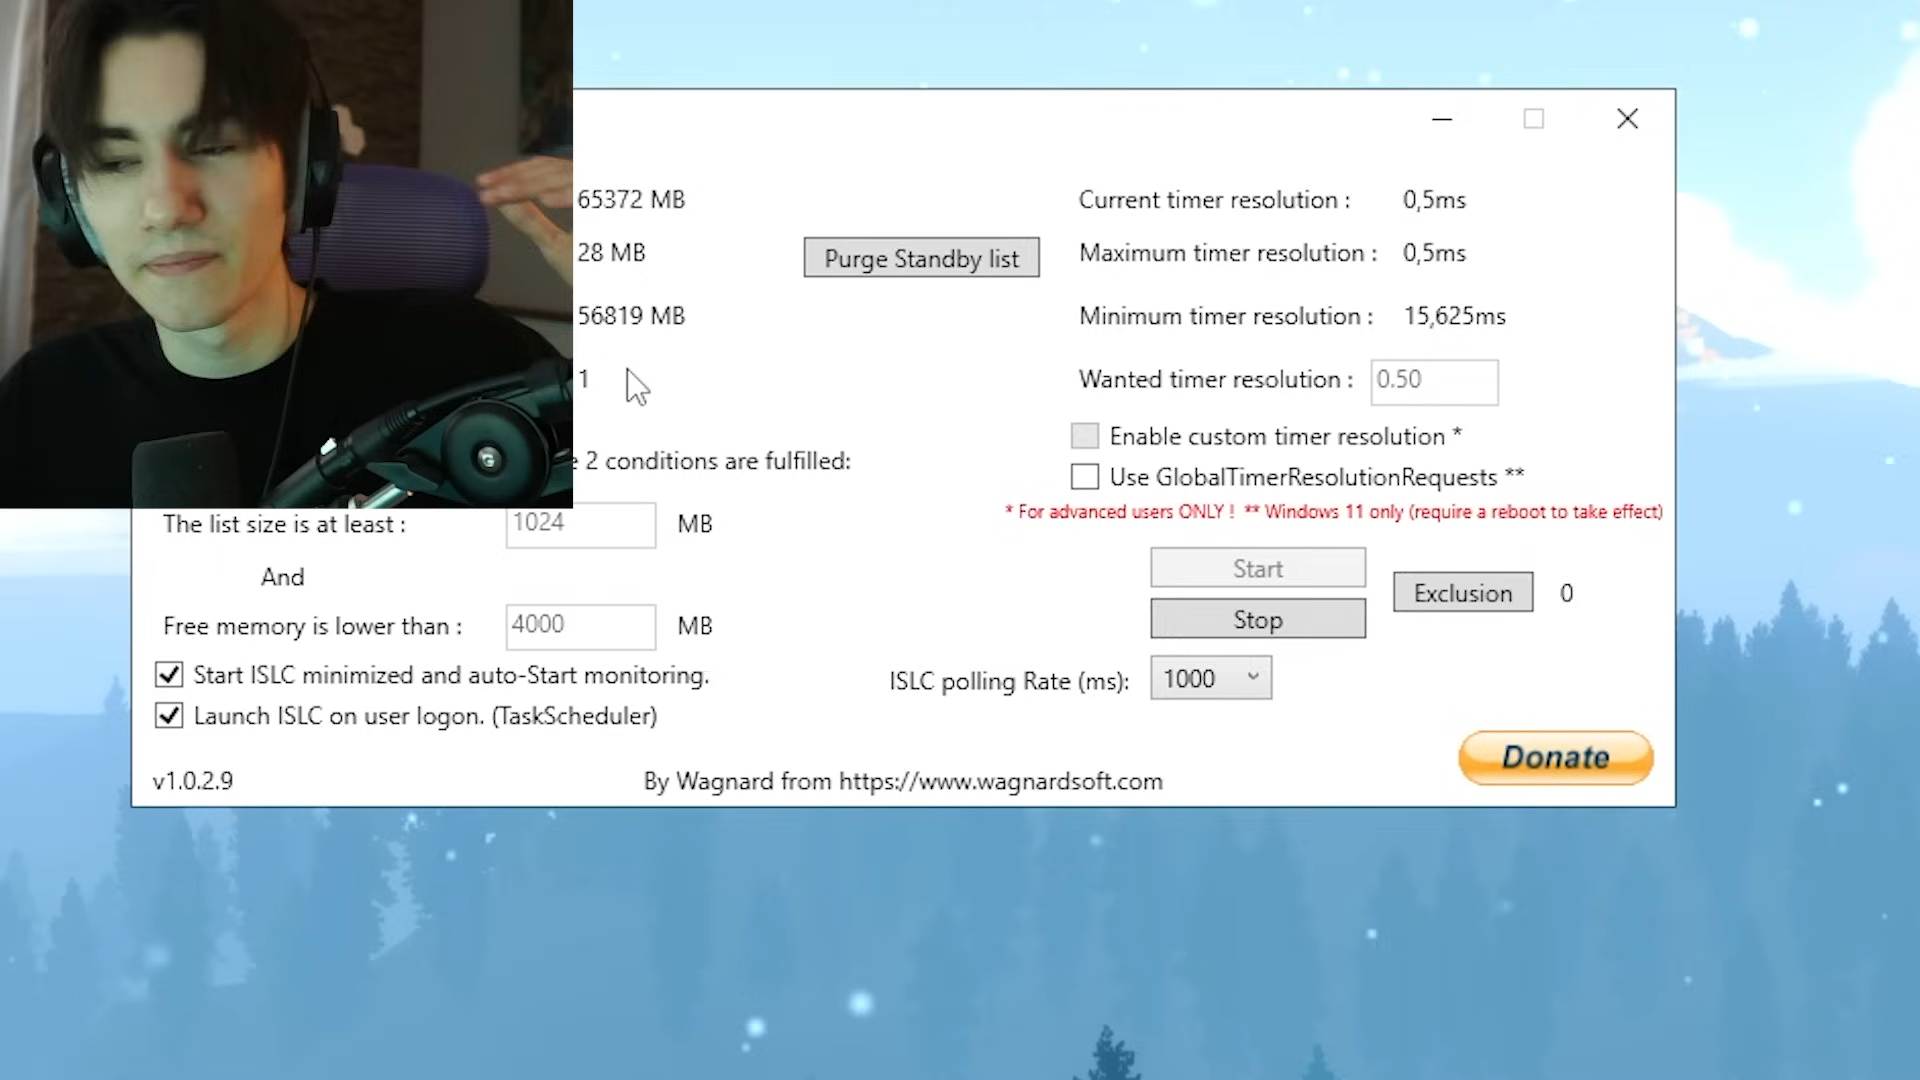 65372 MB
Current timer resolution : 0,5ms
28 MB
Purge Standby list
Maximum timer resolution : 0,5ms
56819 MB
Minimum timer resolution : 15,625ms
1
Wanted timer resolution : 0.50
Enable custom timer resolution *
2 conditions are fulfilled:
Use GlobalTimerResolutionRequests **
* For advanced users ONLY ! ** Windows 11 only (require a reboot to take effect)
The list size is at least : 1024 MB
Start
And
Exclusion 0
Free memory is lower than : 4000 MB
Stop
Start ISLC minimized and auto-Start monitoring.
ISLC polling Rate (ms): 1000
Launch ISLC on user logon. (TaskScheduler)
Donate
v1.0.2.9
By Wagnard from https://www.wagnardsoft.com